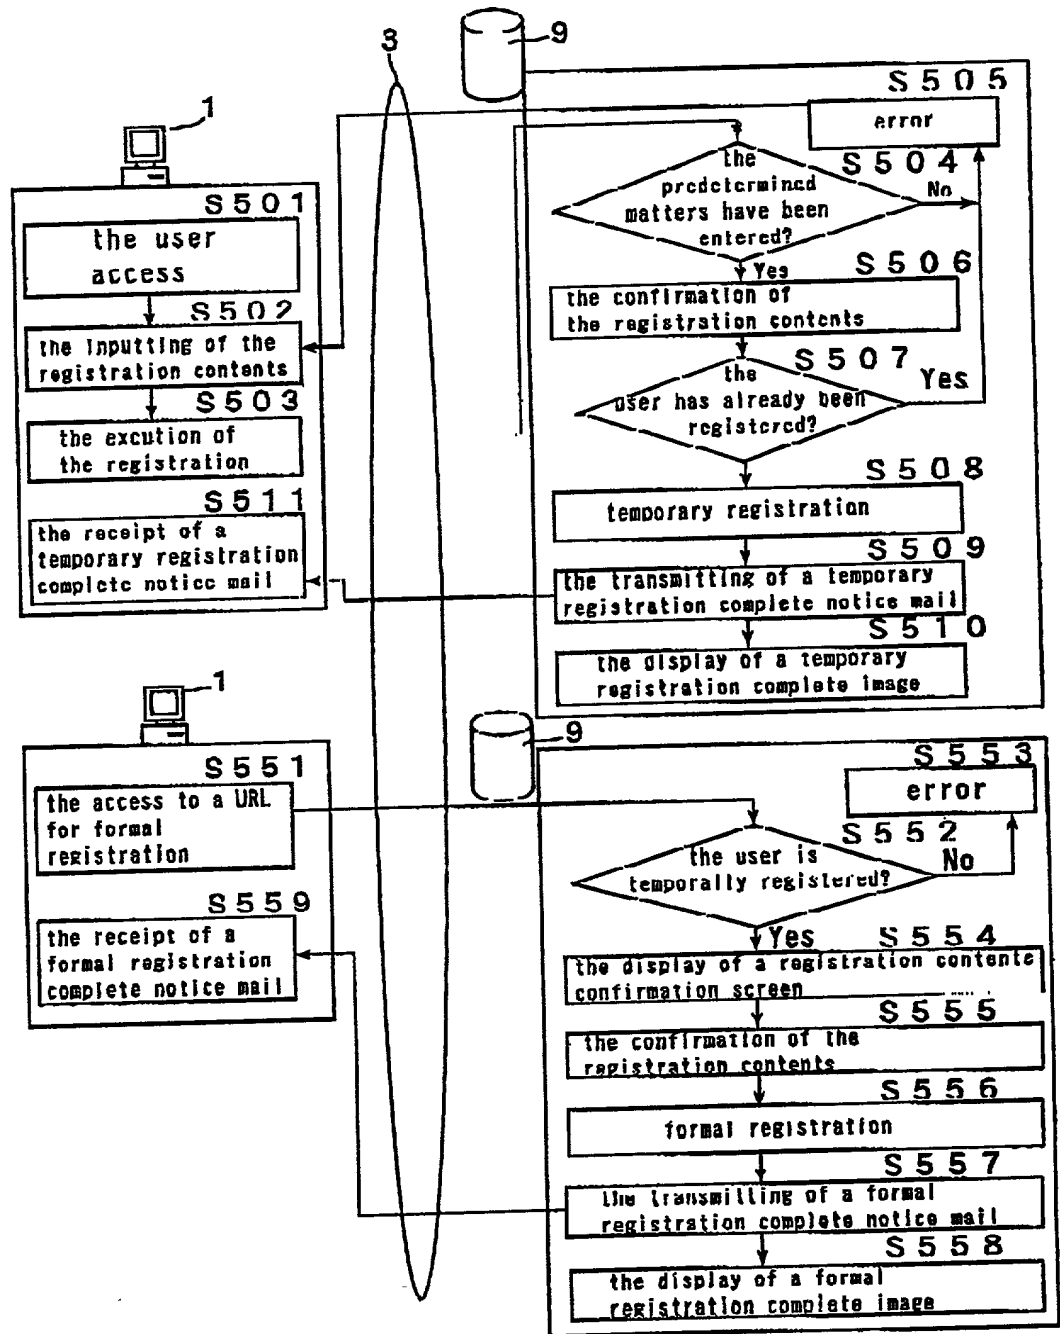 3
9
1
S501
the user
access
S502
the inputting of the
registration contents
S503
the excution of
the registration
S511
the receipt of a
temporary registration
complete notice mail
S505
error
S504
the
predetermined
matters have been
entered?
No
Yes
S506
the confirmation of
the registration contents
S507
the
user has already been
registered?
Yes
S508
temporary registration
S509
the transmitting of a temporary
registration complete notice mail
S510
the display of a temporary
registration complete image
1
S551
the access to a URL
for formal
registration
S559
the receipt of a
formal registration
complete notice mail
9
S553
error
S552
the user is
temporally registered?
No
Yes
S554
the display of a registration contents
confirmation screen
S555
the confirmation of the
registration contents
S556
formal registration
S557
the transmitting of a formal
registration complete notice mail
S558
the display of a formal
registration complete image